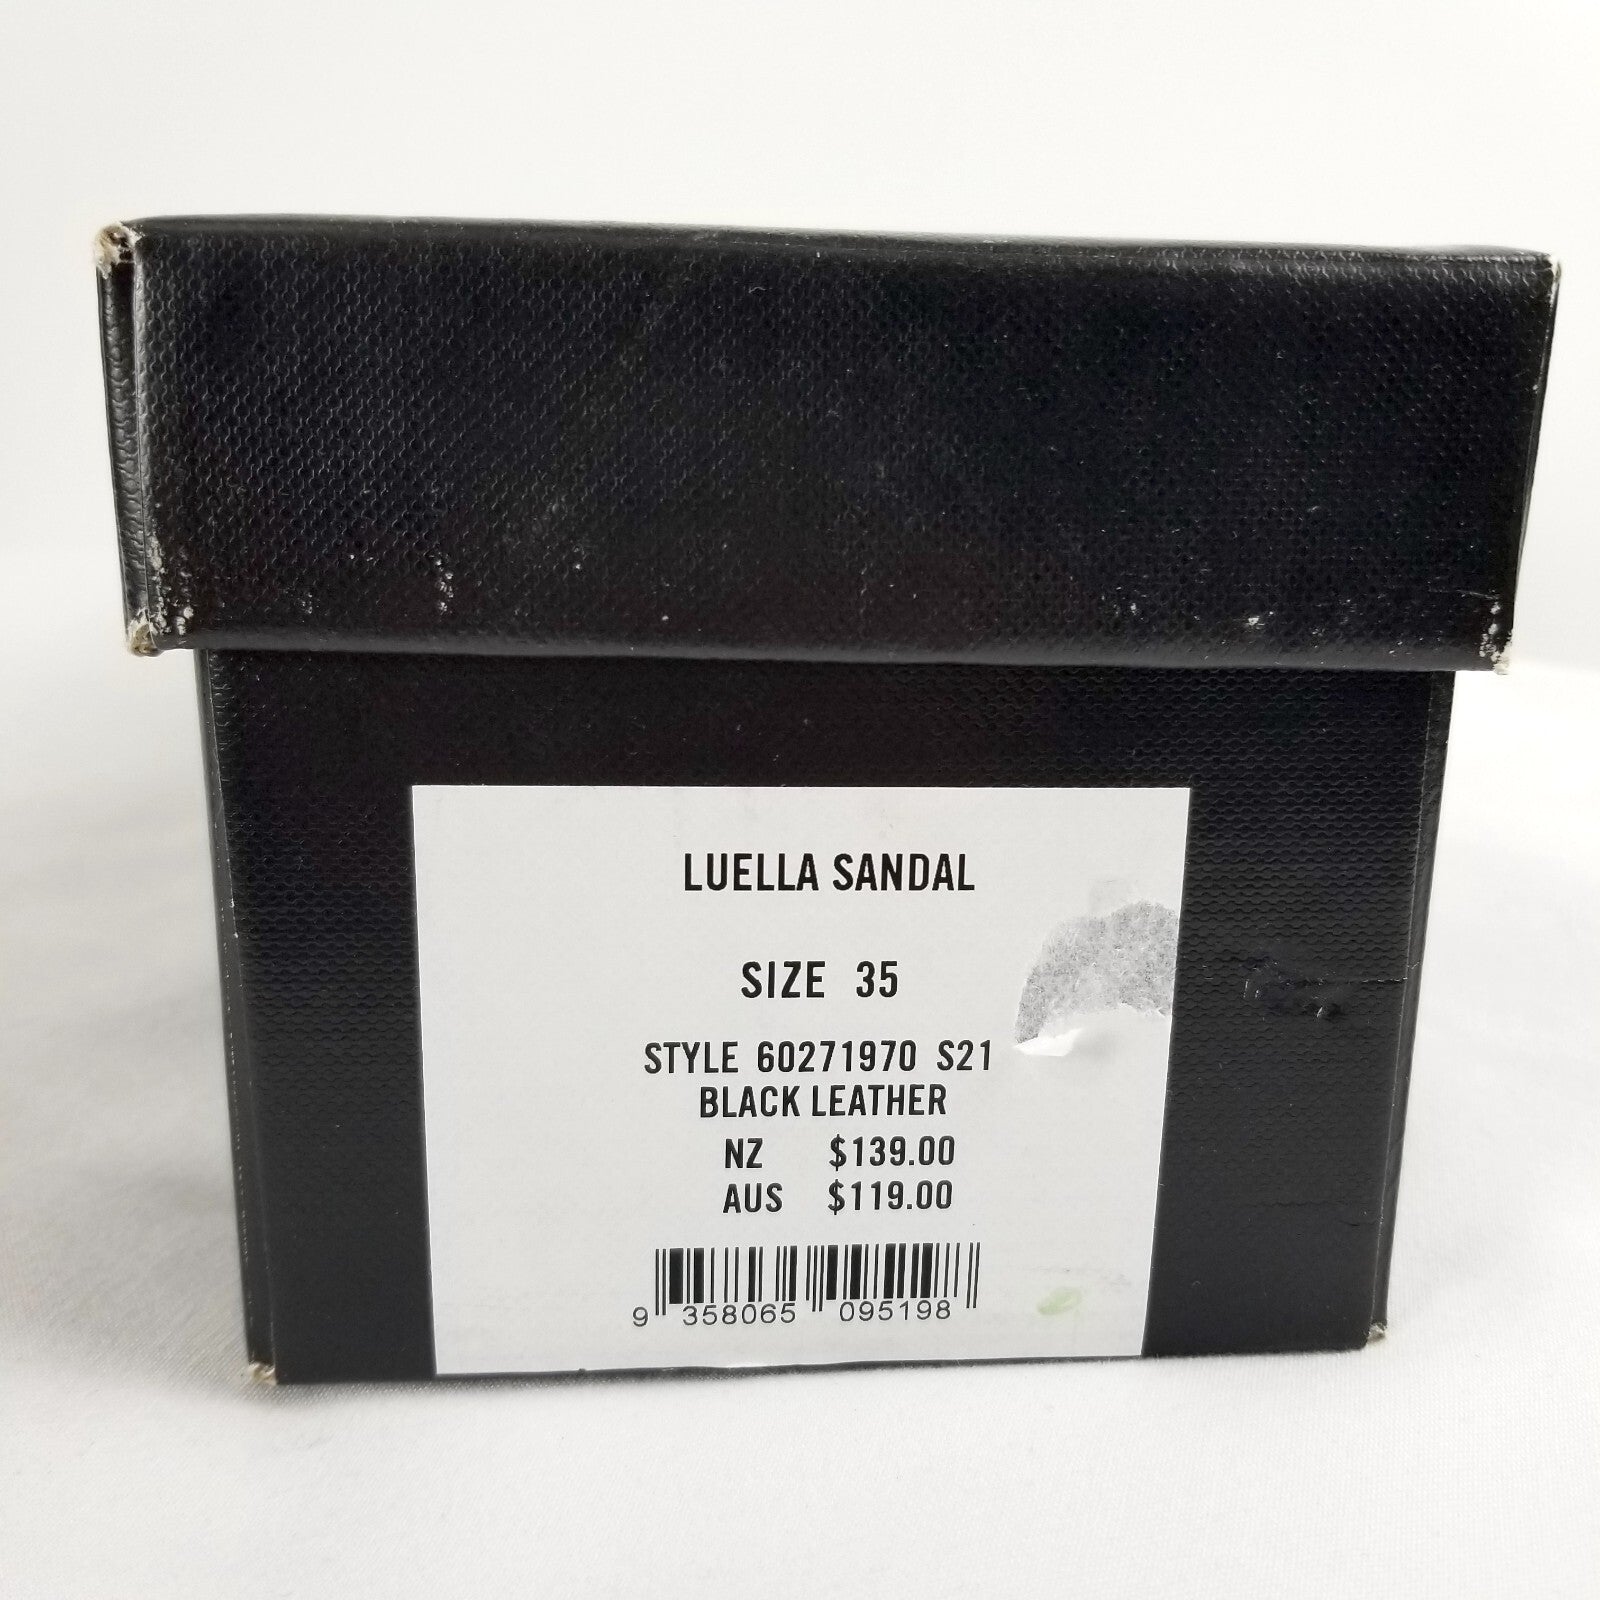 LUELLA SANDAL
SIZE 35
STYLE 60271970 S21
BLACK LEATHER
NZ $139.00
AUS $119.00
9 358065 095198